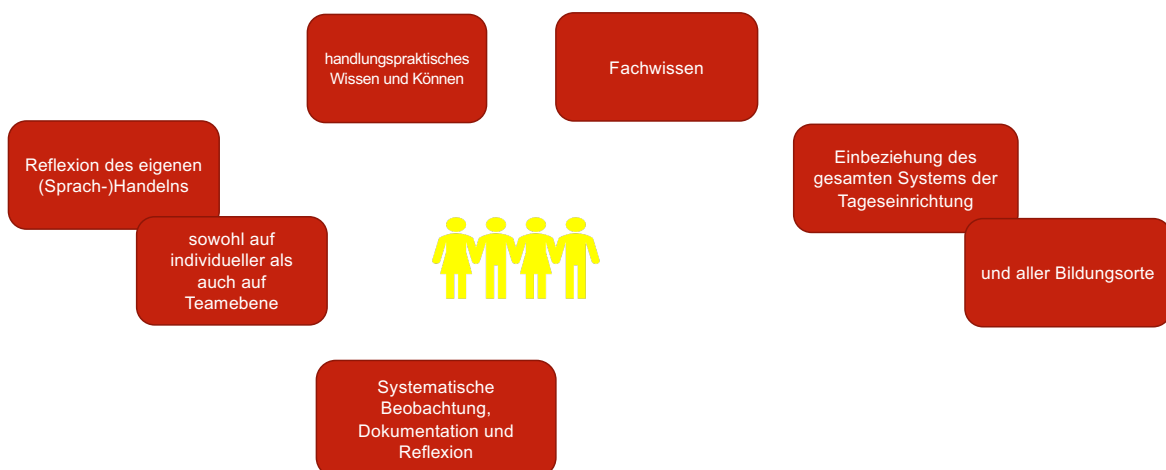 handlungspraktisches
Wissen und Können
Fachwissen
Reflexion des eigenen
(Sprach-)Handelns
sowohl auf
individueller als
auch auf
Teamebene
Einbeziehung des
gesamten Systems der
Tageseinrichtung
und aller Bildungsorte
Systematische
Beobachtung,
Dokumentation und
Reflexion